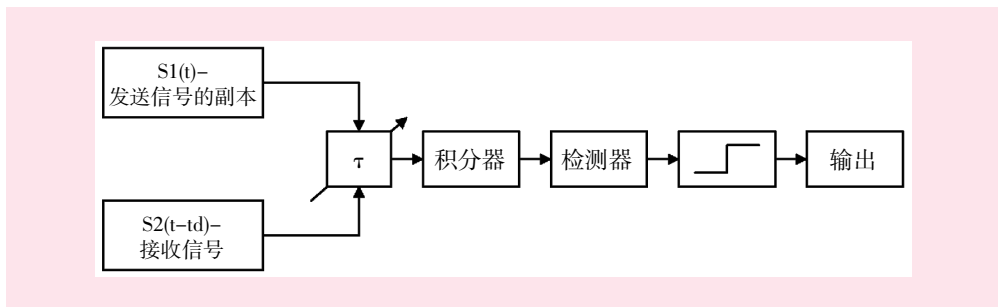 S1(t)-
发送信号的副本
τ
积分器
检测器
输出
S2(t-td)-
接收信号